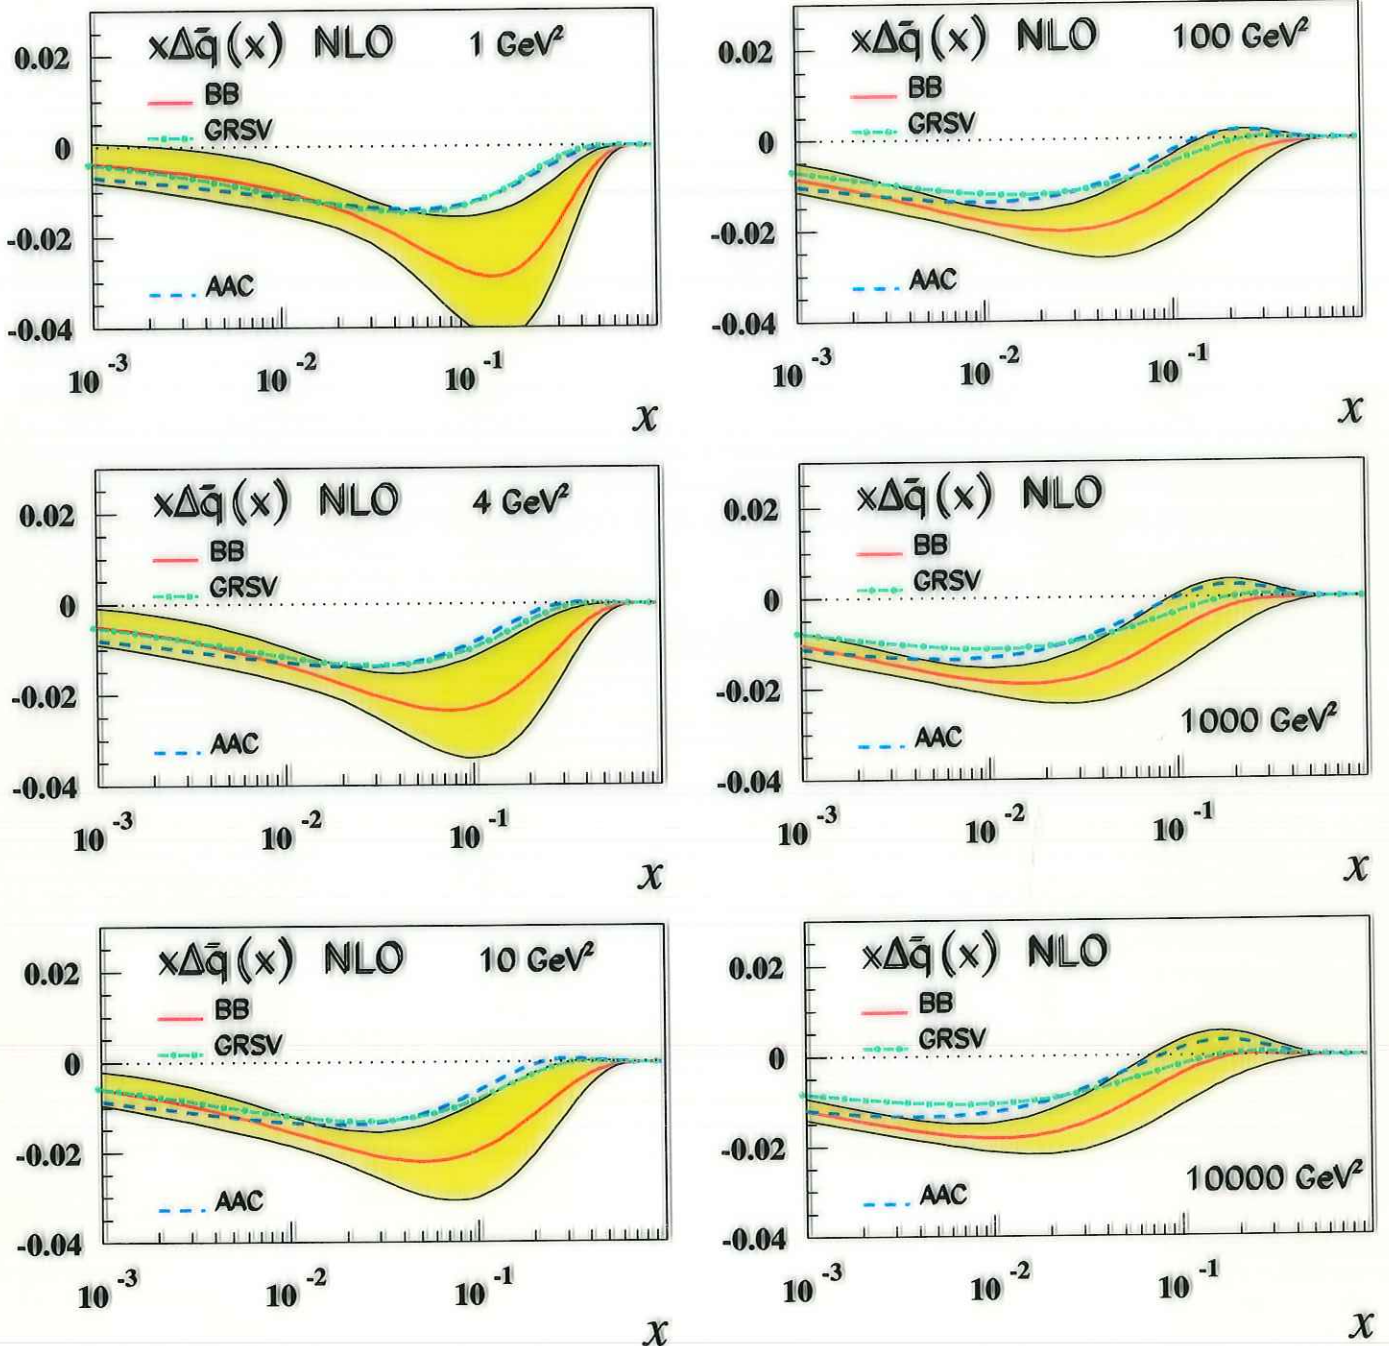 xΔq̄(x) NLO 1 GeV²
0.02
BB
GRSV
0
-0.02
AAC
-0.04
10⁻³ 10⁻² 10⁻¹
x
xΔq̄(x) NLO 100 GeV²
0.02
BB
GRSV
0
-0.02
AAC
-0.04
10⁻³ 10⁻² 10⁻¹
x
xΔq̄(x) NLO 4 GeV²
0.02
BB
GRSV
0
-0.02
AAC
-0.04
10⁻³ 10⁻² 10⁻¹
x
xΔq̄(x) NLO
0.02
BB
GRSV
0
-0.02
1000 GeV²
AAC
-0.04
10⁻³ 10⁻² 10⁻¹
x
xΔq̄(x) NLO 10 GeV²
0.02
BB
GRSV
0
-0.02
AAC
-0.04
10⁻³ 10⁻² 10⁻¹
x
xΔq̄(x) NLO
0.02
BB
GRSV
0
-0.02
10000 GeV²
AAC
-0.04
10⁻³ 10⁻² 10⁻¹
x